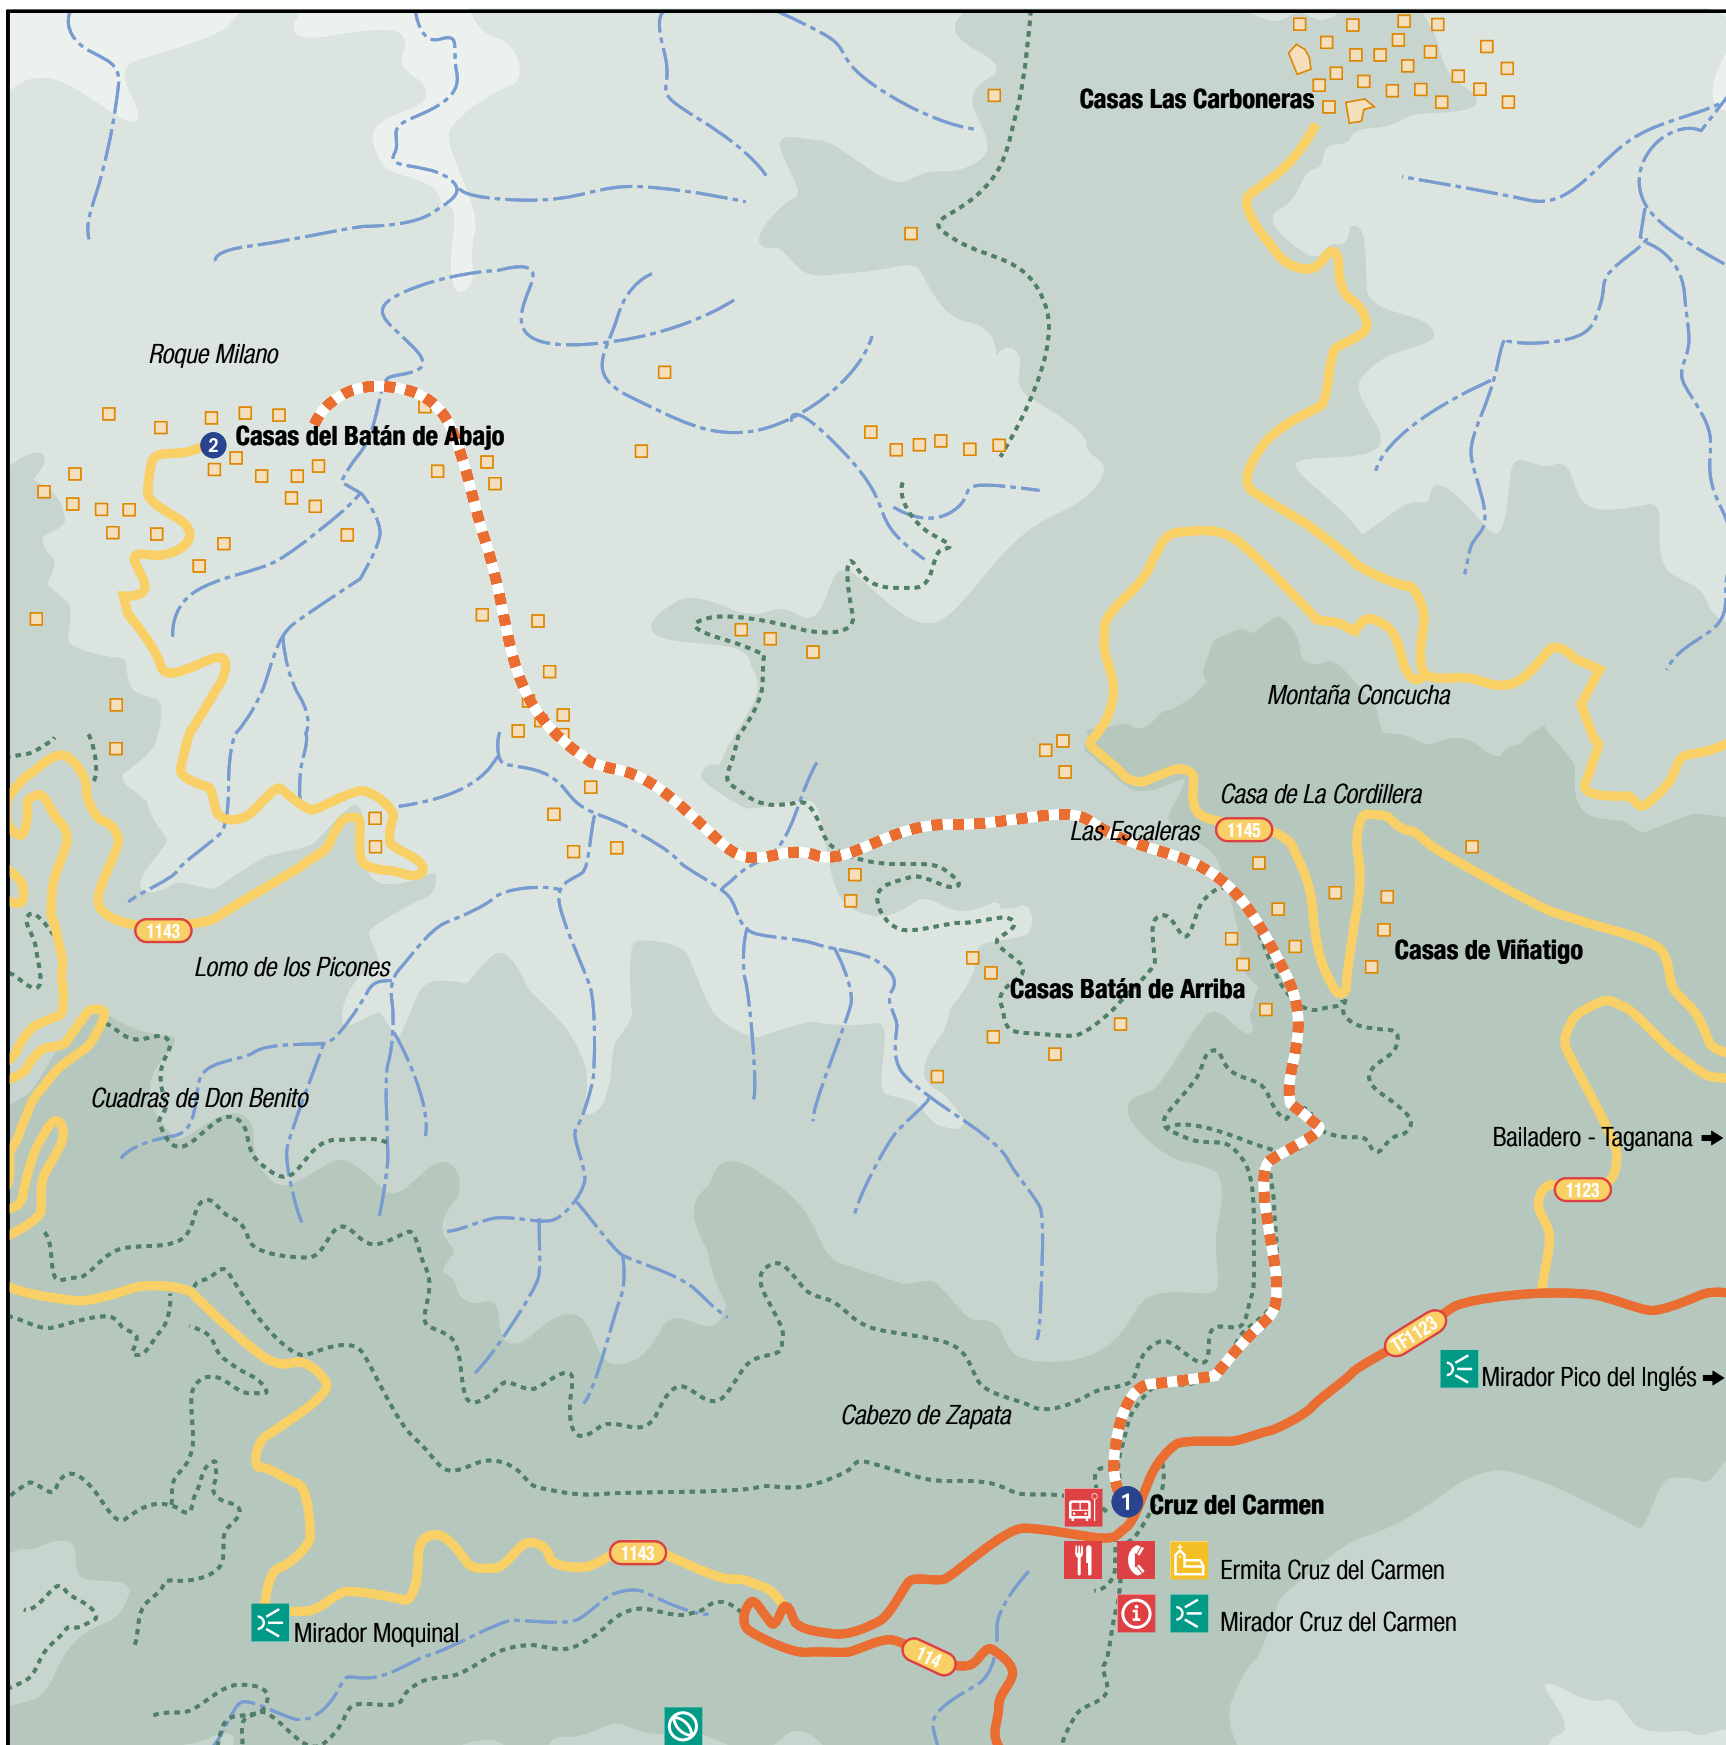 Casas Las Carboneras
Roque Milano
2
Casas del Batán de Abajo
Montaña Concucha
Casa de La Cordillera
Las Escaleras
1145
1143
Casas de Viñatigo
Lomo de los Picones
Casas Batán de Arriba
Cuadras de Don Benito
Bailadero - Taganana
1123
TF1123
Mirador Pico del Inglés
Cabezo de Zapata
1
Cruz del Carmen
1143
Ermita Cruz del Carmen
i
Mirador Cruz del Carmen
Mirador Moquinal
114